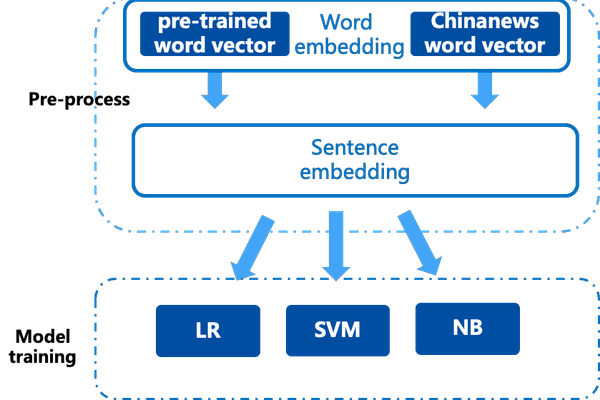 pre-trained
word vector
Word
embedding
Chinanews
word vector
Pre-process
Sentence
embedding
LR
SVM
NB
Model
training